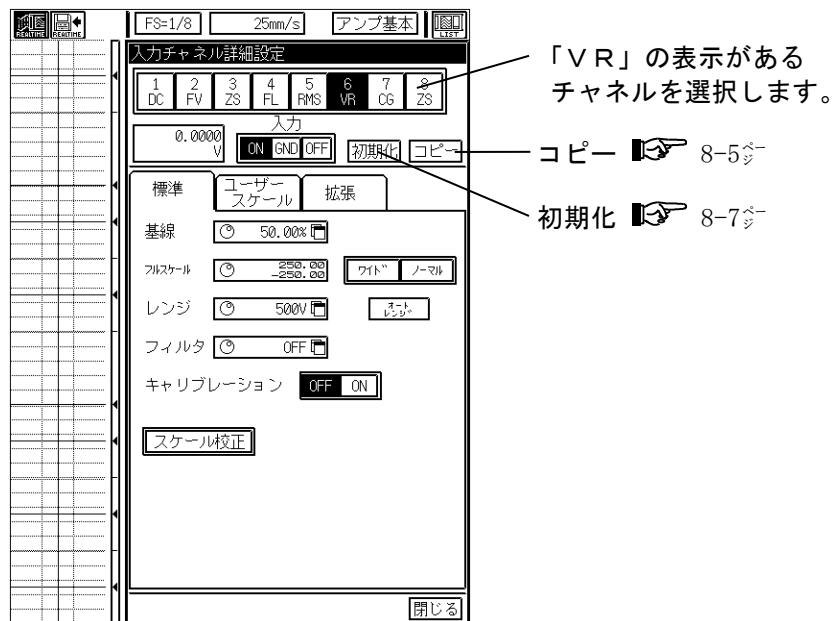 REALTIME REALTIME
FS=1/8 25mm/s アンプ基本 LIST
入力チャネル詳細設定
1 2 3 4 5 6 7 8
DC FV ZS FL RMS VR CG ZS
「ＶＲ」の表示がある
チャネルを選択します。
入力
0.0000
V
ON GND OFF 初期化 コピー
コピー 8-5ページ
初期化 8-7ページ
標準 ユーザー
スケール 拡張
基線 50.00%
フルスケール 250.00
-250.00 ワイド ノーマル
レンジ 500V オート
レンジ
フィルタ OFF
キャリブレーション OFF ON
スケール校正
閉じる